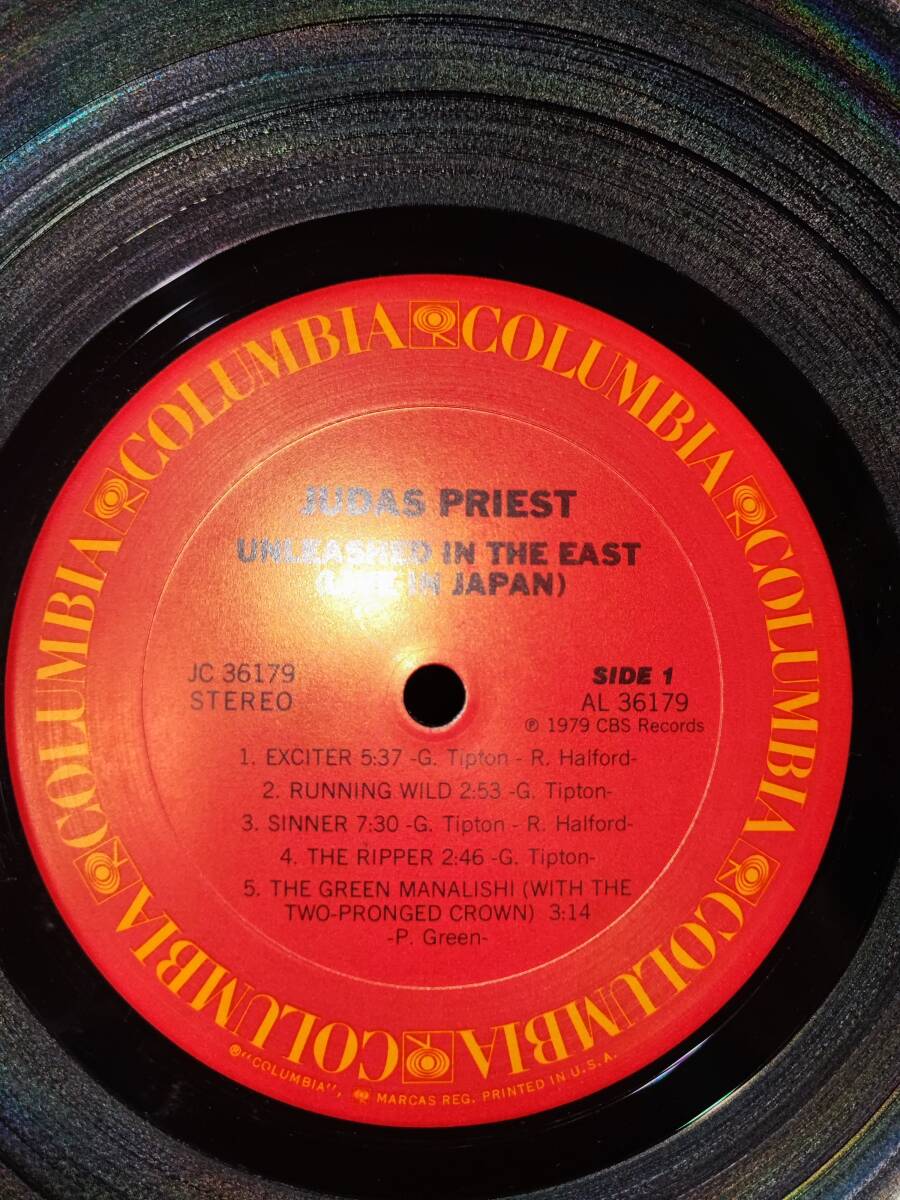 COLUMBIA COLUMBIA COLUMBIA COLUMBIA COLUMBIA COLUMBIA
JUDAS PRIEST
UNLEASHED IN THE EAST
(LIVE IN JAPAN)
JC 36179
STEREO
SIDE 1
AL 36179
℗ 1979 CBS Records
1. EXCITER 5:37 -G. Tipton - R. Halford-
2. RUNNING WILD 2:53 -G. Tipton-
3. SINNER 7:30 -G. Tipton - R. Halford-
4. THE RIPPER 2:46 -G. Tipton-
5. THE GREEN MANALISHI (WITH THE
TWO-PRONGED CROWN) 3:14
-P. Green-
® "COLUMBIA", MARCAS REG. PRINTED IN U.S.A.